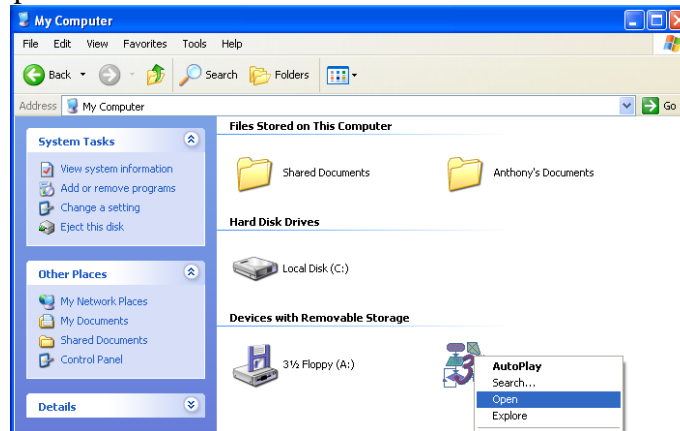 My Computer
File Edit View Favorites Tools Help
Back Search Folders
Address My Computer Go
Files Stored on This Computer
System Tasks
View system information
Shared Documents Anthony's Documents
Add or remove programs
Change a setting
Hard Disk Drives
Eject this disk
Local Disk (C:)
Other Places
My Network Places
My Documents
Devices with Removable Storage
Shared Documents
Control Panel
3½ Floppy (A:)
AutoPlay
Search...
Open
Details
Explore